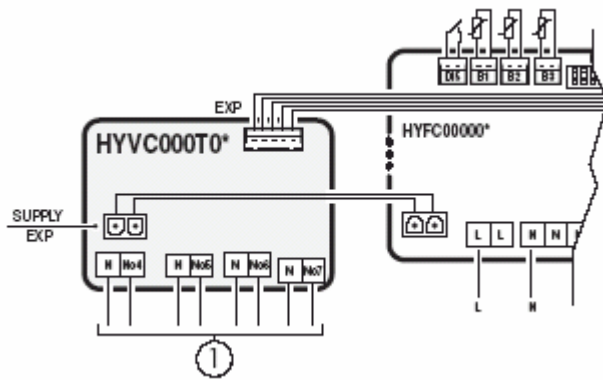 DI5 B1 B2 B3
EXP
HYVC000T0*
HYFC00000*
SUPPLY
EXP
L L N N
N No4 N No5 N No6 N No7
L N
1